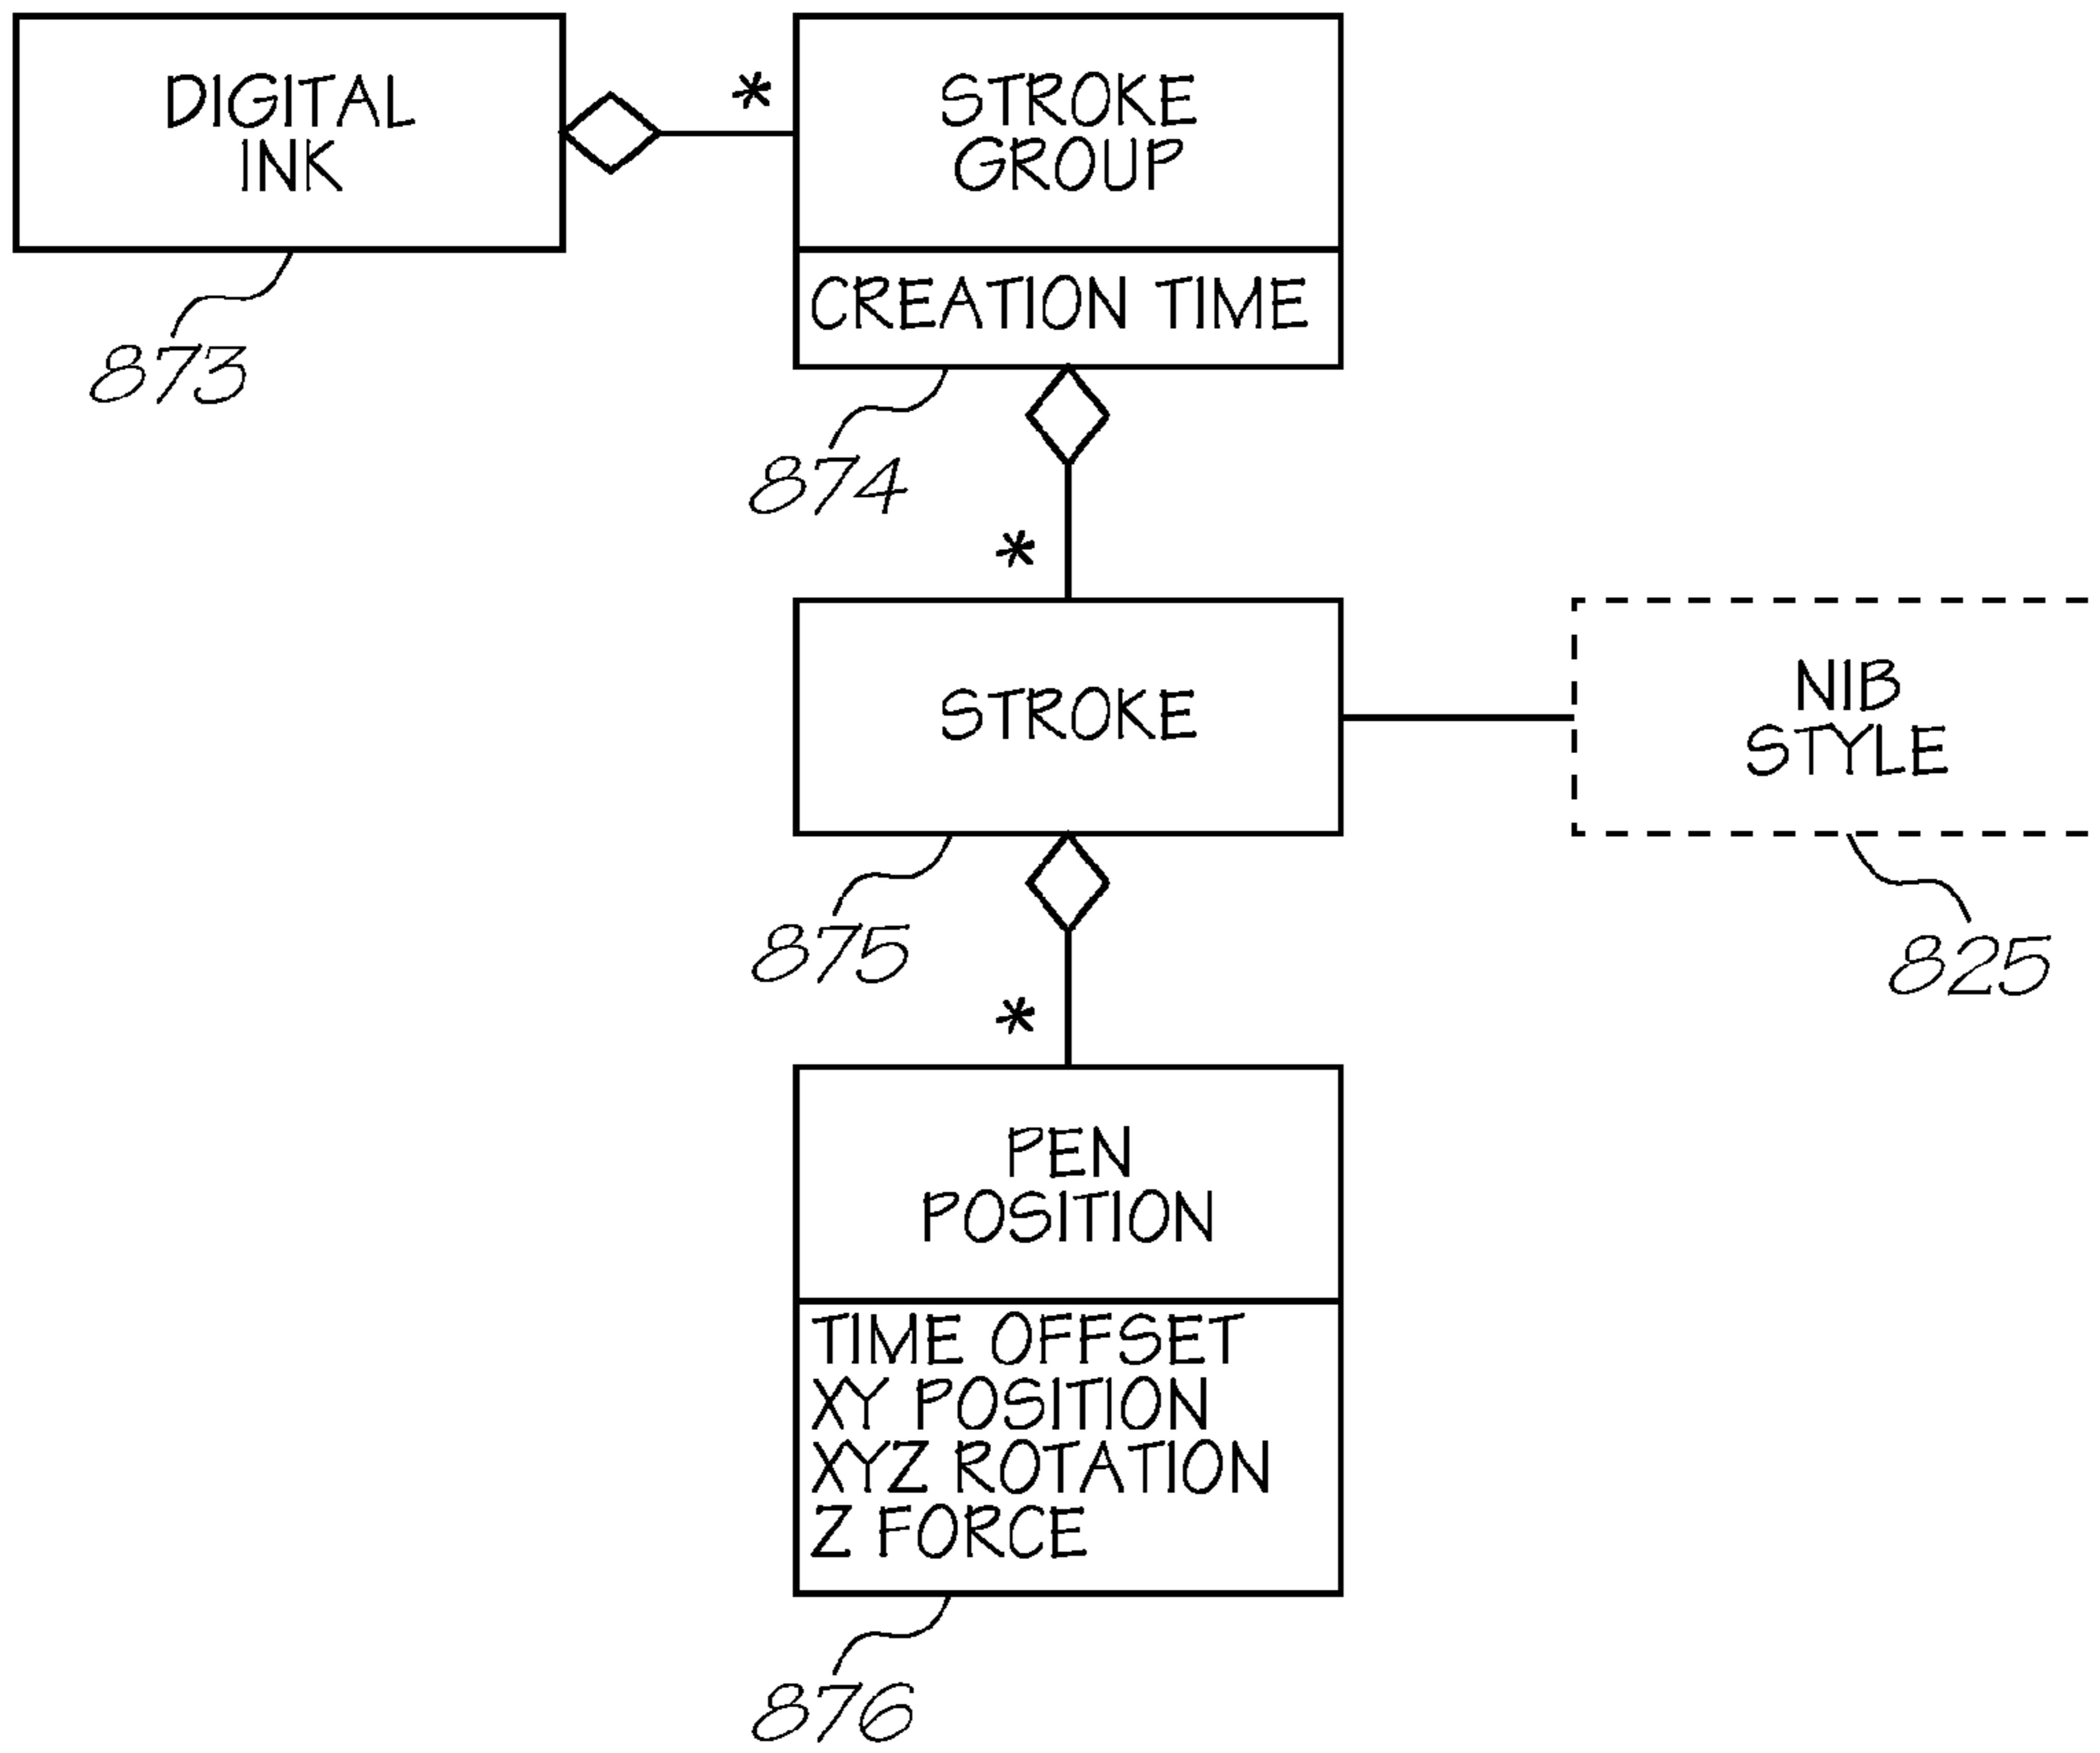 DIGITAL
INK
*
STROKE
GROUP
CREATION TIME
873
874
*
STROKE
NIB
STYLE
875
825
*
PEN
POSITION
TIME OFFSET
XY POSITION
XYZ ROTATION
Z FORCE
876